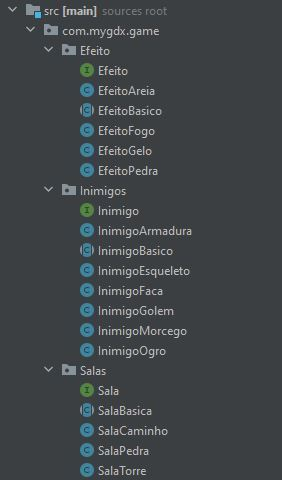 src [main] sources root
com.mygdx.game
Efeito
Efeito
EfeitoAreia
EfeitoBasico
EfeitoFogo
EfeitoGelo
EfeitoPedra
Inimigos
Inimigo
InimigoArmadura
InimigoBasico
InimigoEsqueleto
InimigoFaca
InimigoGolem
InimigoMorcego
InimigoOgro
Salas
Sala
SalaBasica
SalaCaminho
SalaPedra
SalaTorre